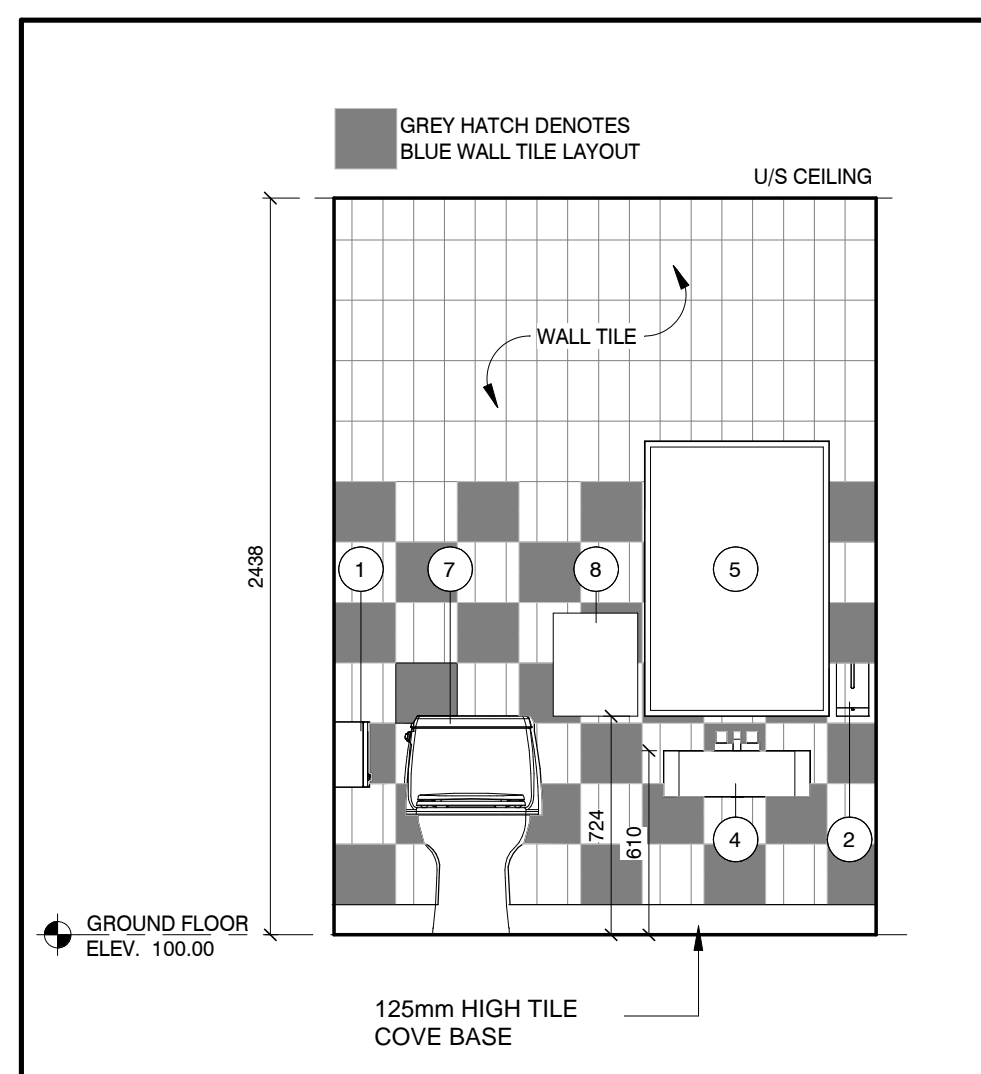 GREY HATCH DENOTES
BLUE WALL TILE LAYOUT
U/S CEILING
WALL TILE
2438
1
7
8
5
724
610
4
2
GROUND FLOOR
ELEV. 100.00
125mm HIGH TILE
COVE BASE